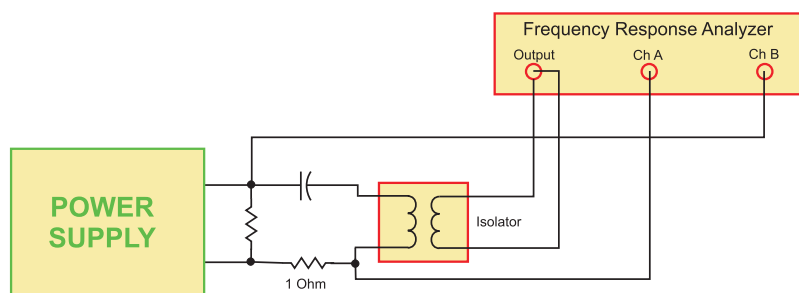 Frequency Response Analyzer
Output
Ch A
Ch B
POWER
SUPPLY
Isolator
1 Ohm